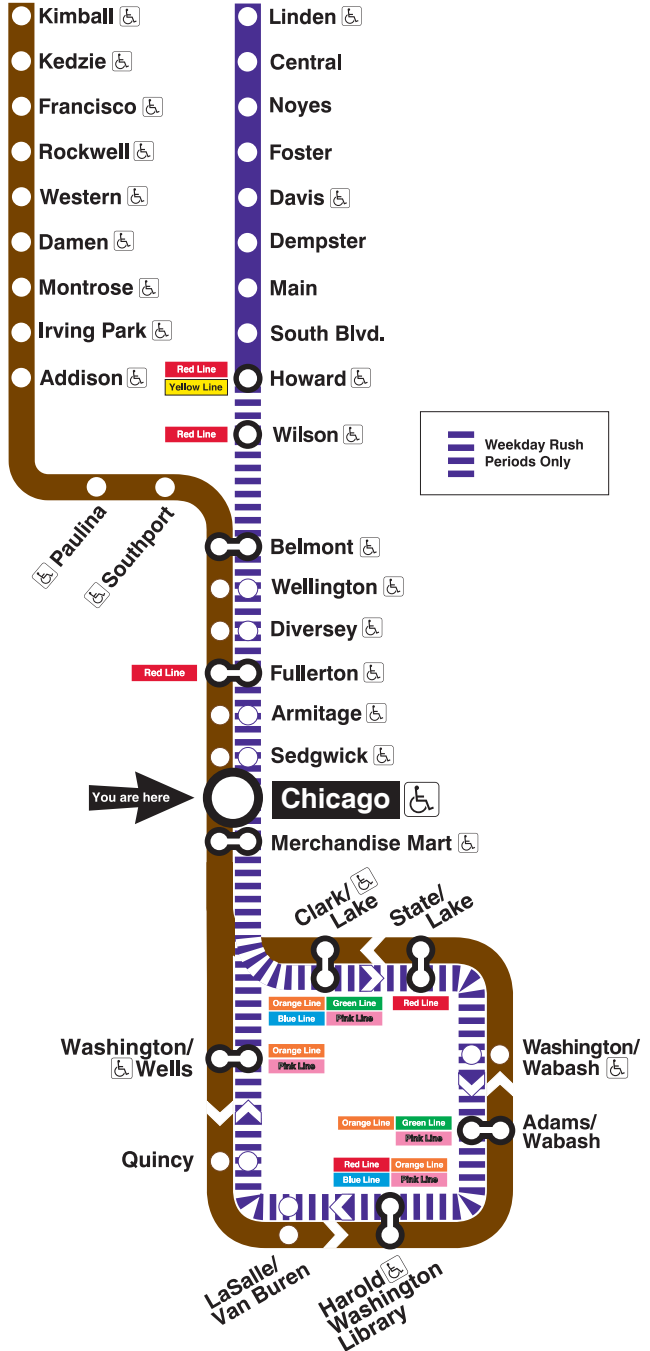 Kimball
Kedzie
Francisco
Rockwell
Western
Damen
Montrose
Irving Park
Addison
Paulina
Southport
Linden
Central
Noyes
Foster
Davis
Dempster
Main
South Blvd.
Red Line
Yellow Line
Howard
Red Line
Wilson
Weekday Rush
Periods Only
Belmont
Wellington
Diversey
Red Line
Fullerton
Armitage
Sedgwick
You are here
Chicago
Merchandise Mart
Clark/
Lake
State/
Lake
Orange Line
Green Line
Blue Line
Pink Line
Red Line
Washington/
Wells
Orange Line
Pink Line
Washington/
Wabash
Orange Line
Green Line
Pink Line
Adams/
Wabash
Quincy
Red Line
Orange Line
Blue Line
Pink Line
LaSalle/
Van Buren
Harold
Washington
Library